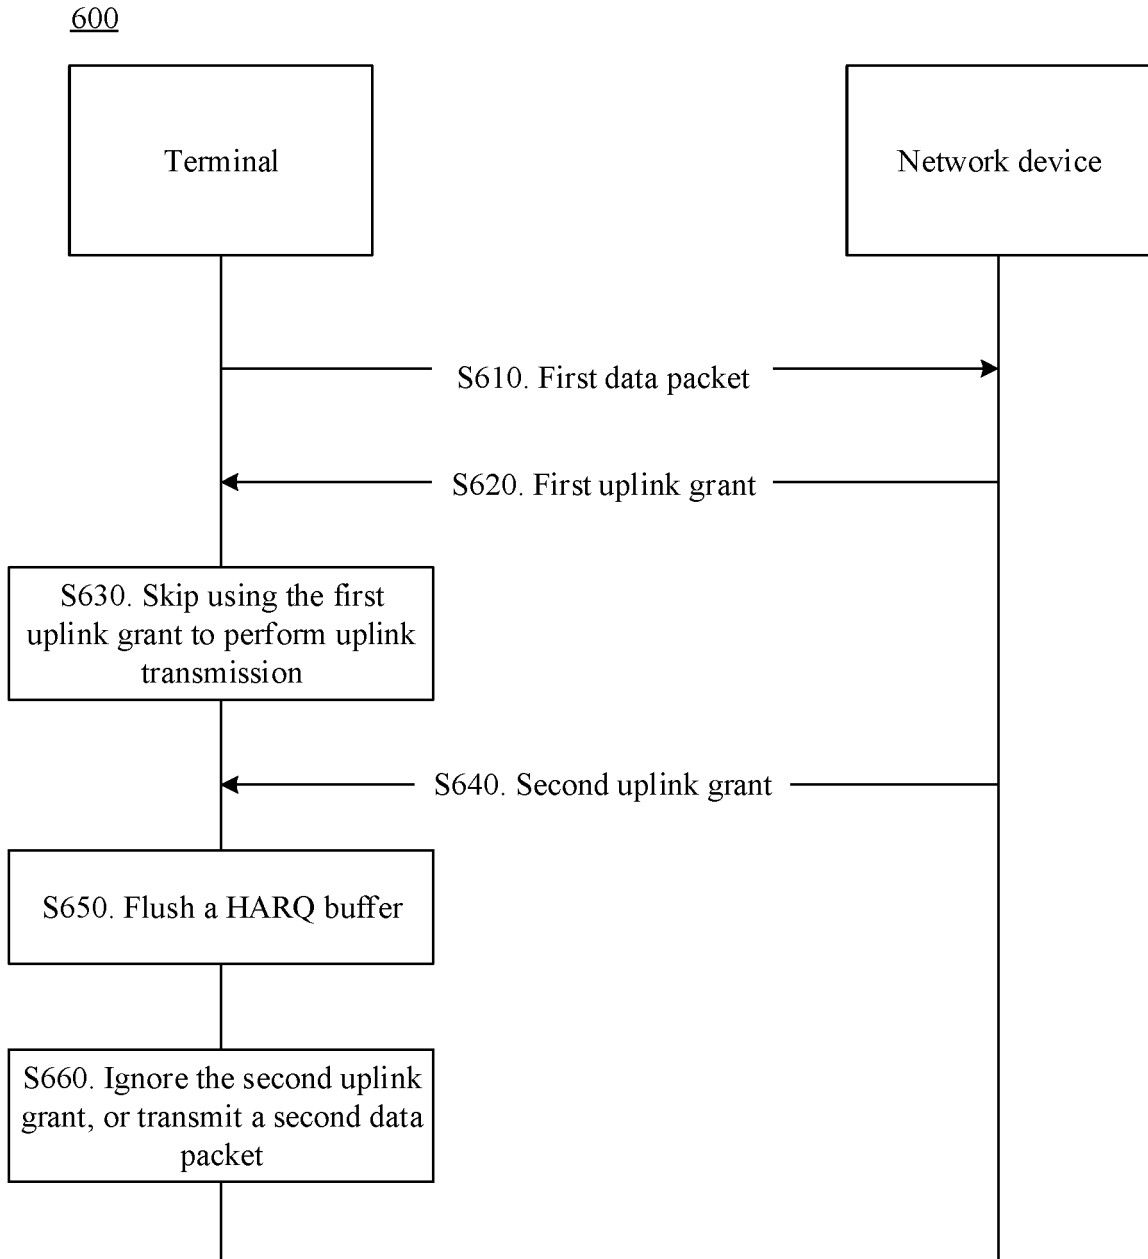 600
Terminal
Network device
S610. First data packet
S620. First uplink grant
S630. Skip using the first
uplink grant to perform uplink
transmission
S640. Second uplink grant
S650. Flush a HARQ buffer
S660. Ignore the second uplink
grant, or transmit a second data
packet